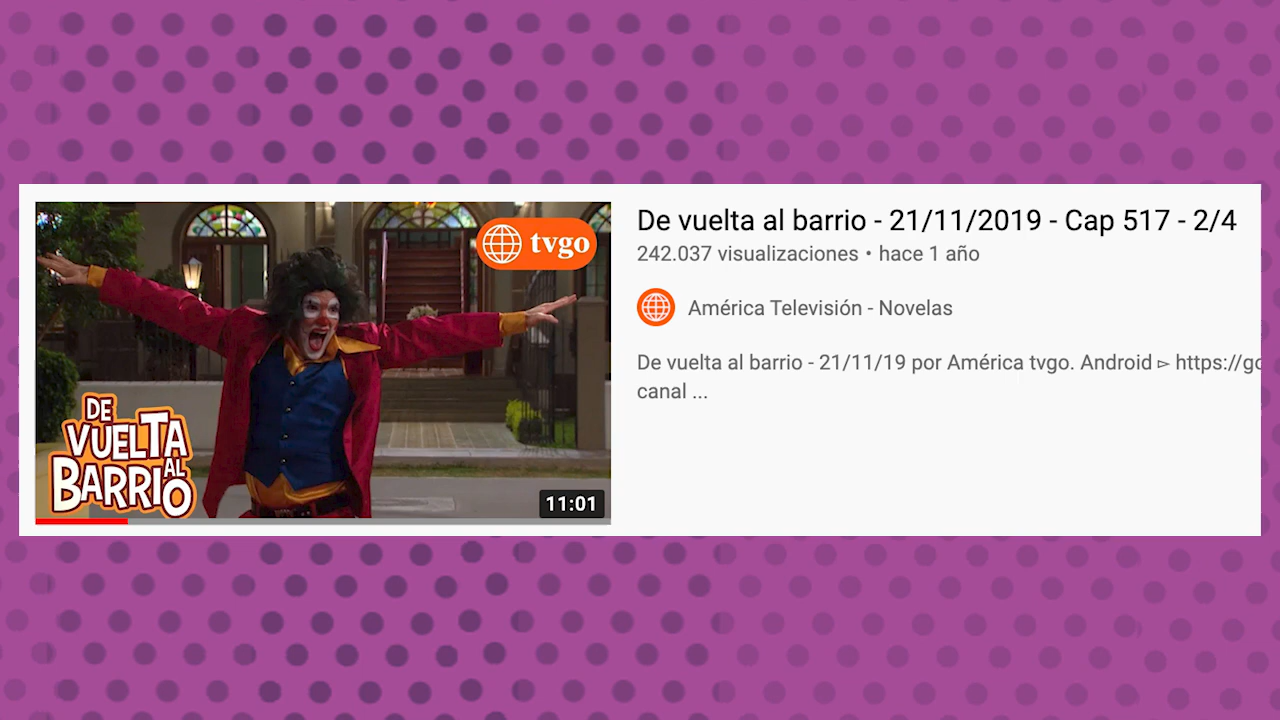 tvgo
DE
VUELTA
AL
BARRIO
11:01
De vuelta al barrio - 21/11/2019 - Cap 517 - 2/4
242.037 visualizaciones • hace 1 año
América Televisión - Novelas
De vuelta al barrio - 21/11/19 por América tvgo. Android ▻ https://go
canal ...